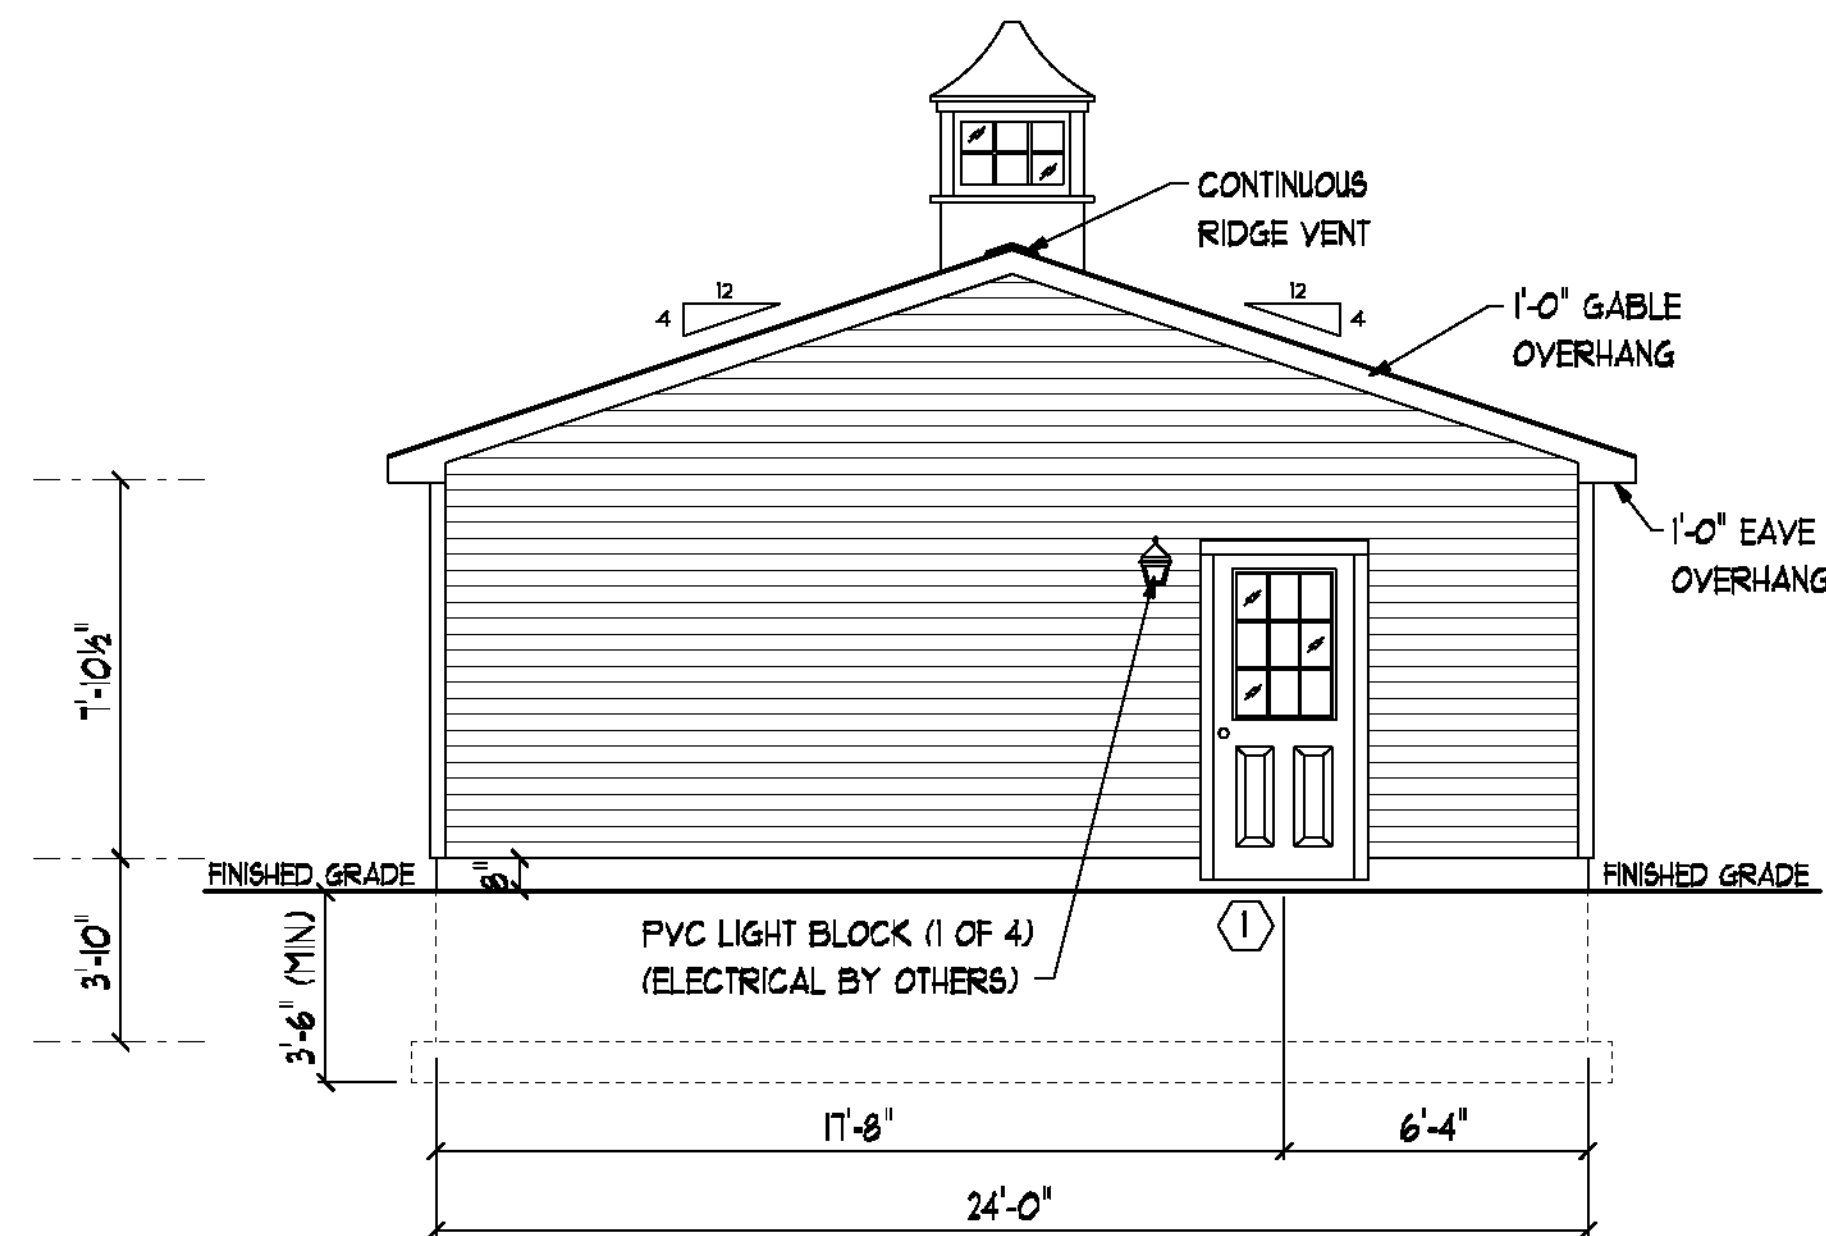 CONTINUOUS
RIDGE VENT
12
4
12
4
1'-0" GABLE
OVERHANG
1'-0" EAVE
OVERHANG
7'-10½"
FINISHED GRADE
8"
FINISHED GRADE
3'-10"
3'-6" (MIN)
PVC LIGHT BLOCK (1 OF 4)
(ELECTRICAL BY OTHERS)
1
17'-8"
6'-4"
24'-0"